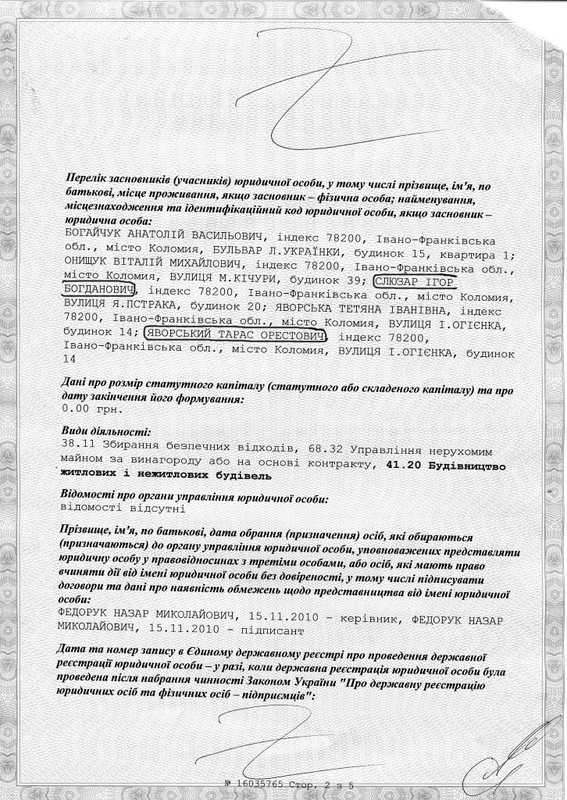 Перелік засновників (учасників) юридичної особи, у тому числі прізвище, ім'я, по
батькові, місце проживання, якщо засновник – фізична особа; найменування,
місцезнаходження та ідентифікаційний код юридичної особи, якщо засновник –
юридична особа:
БОГАЙЧУК АНАТОЛІЙ ВАСИЛЬОВИЧ, індекс 78200, Івано-Франківська
обл., місто Коломия, БУЛЬВАР Л.УКРАЇНКИ, будинок 15, квартира 1;
ОНИЩУК ВІТАЛІЙ МИХАЙЛОВИЧ, індекс 78200, Івано-Франківська обл.,
місто Коломия, ВУЛИЦЯ М.КІЧУРИ, будинок 39; СЛЮЗАР ІГОР
БОГДАНОВИЧ, індекс 78200, Івано-Франківська обл., місто Коломия,
ВУЛИЦЯ Я.ПСТРАКА, будинок 20; ЯВОРСЬКА ТЕТЯНА ІВАНІВНА, індекс
78200, Івано-Франківська обл., місто Коломия, ВУЛИЦЯ І.ОГІЄНКА,
будинок 14; ЯВОРСЬКИЙ ТАРАС ОРЕСТОВИЧ, індекс 78200,
Івано-Франківська обл., місто Коломия, ВУЛИЦЯ І.ОГІЄНКА, будинок
14
Дані про розмір статутного капіталу (статутного або складеного капіталу) та про
дату закінчення його формування:
0.00 грн.
Види діяльності:
38.11 Збирання безпечних відходів, 68.32 Управління нерухомим
майном за винагороду або на основі контракту, 41.20 Будівництво
житлових і нежитлових будівель
Відомості про органи управління юридичної особи:
відомості відсутні
Прізвище, ім'я, по батькові, дата обрання (призначення) осіб, які обираються
(призначаються) до органу управління юридичної особи, уповноважених представляти
юридичну особу у правовідносинах з третіми особами, або осіб, які мають право
вчиняти дії від імені юридичної особи без довіреності, у тому числі підписувати
договори та дані про наявність обмежень щодо представництва від імені юридичної
особи:
ФЕДОРУК НАЗАР МИКОЛАЙОВИЧ, 15.11.2010 – керівник, ФЕДОРУК НАЗАР
МИКОЛАЙОВИЧ, 15.11.2010 – підписант
Дата та номер запису в Єдиному державному реєстрі про проведення державної
реєстрації юридичної особи – у разі, коли державна реєстрація юридичної особи була
проведена після набрання чинності Законом України "Про державну реєстрацію
юридичних осіб та фізичних осіб – підприємців":
№ 16035765 Стор. 2 з 5